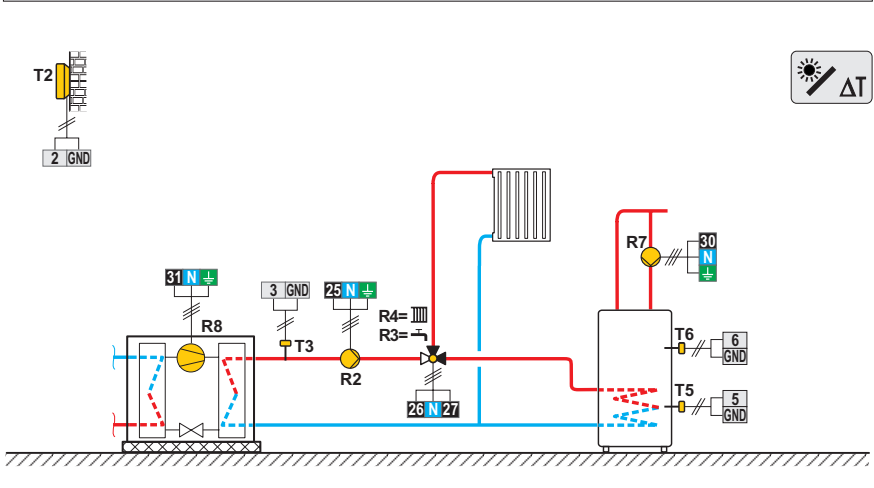 T2
ΔT
2 GND
R7
30
N
31 N
3 GND
25 N
R4=
R3=
R8
T3
R2
T6
6
GND
26 N 27
T5
5
GND